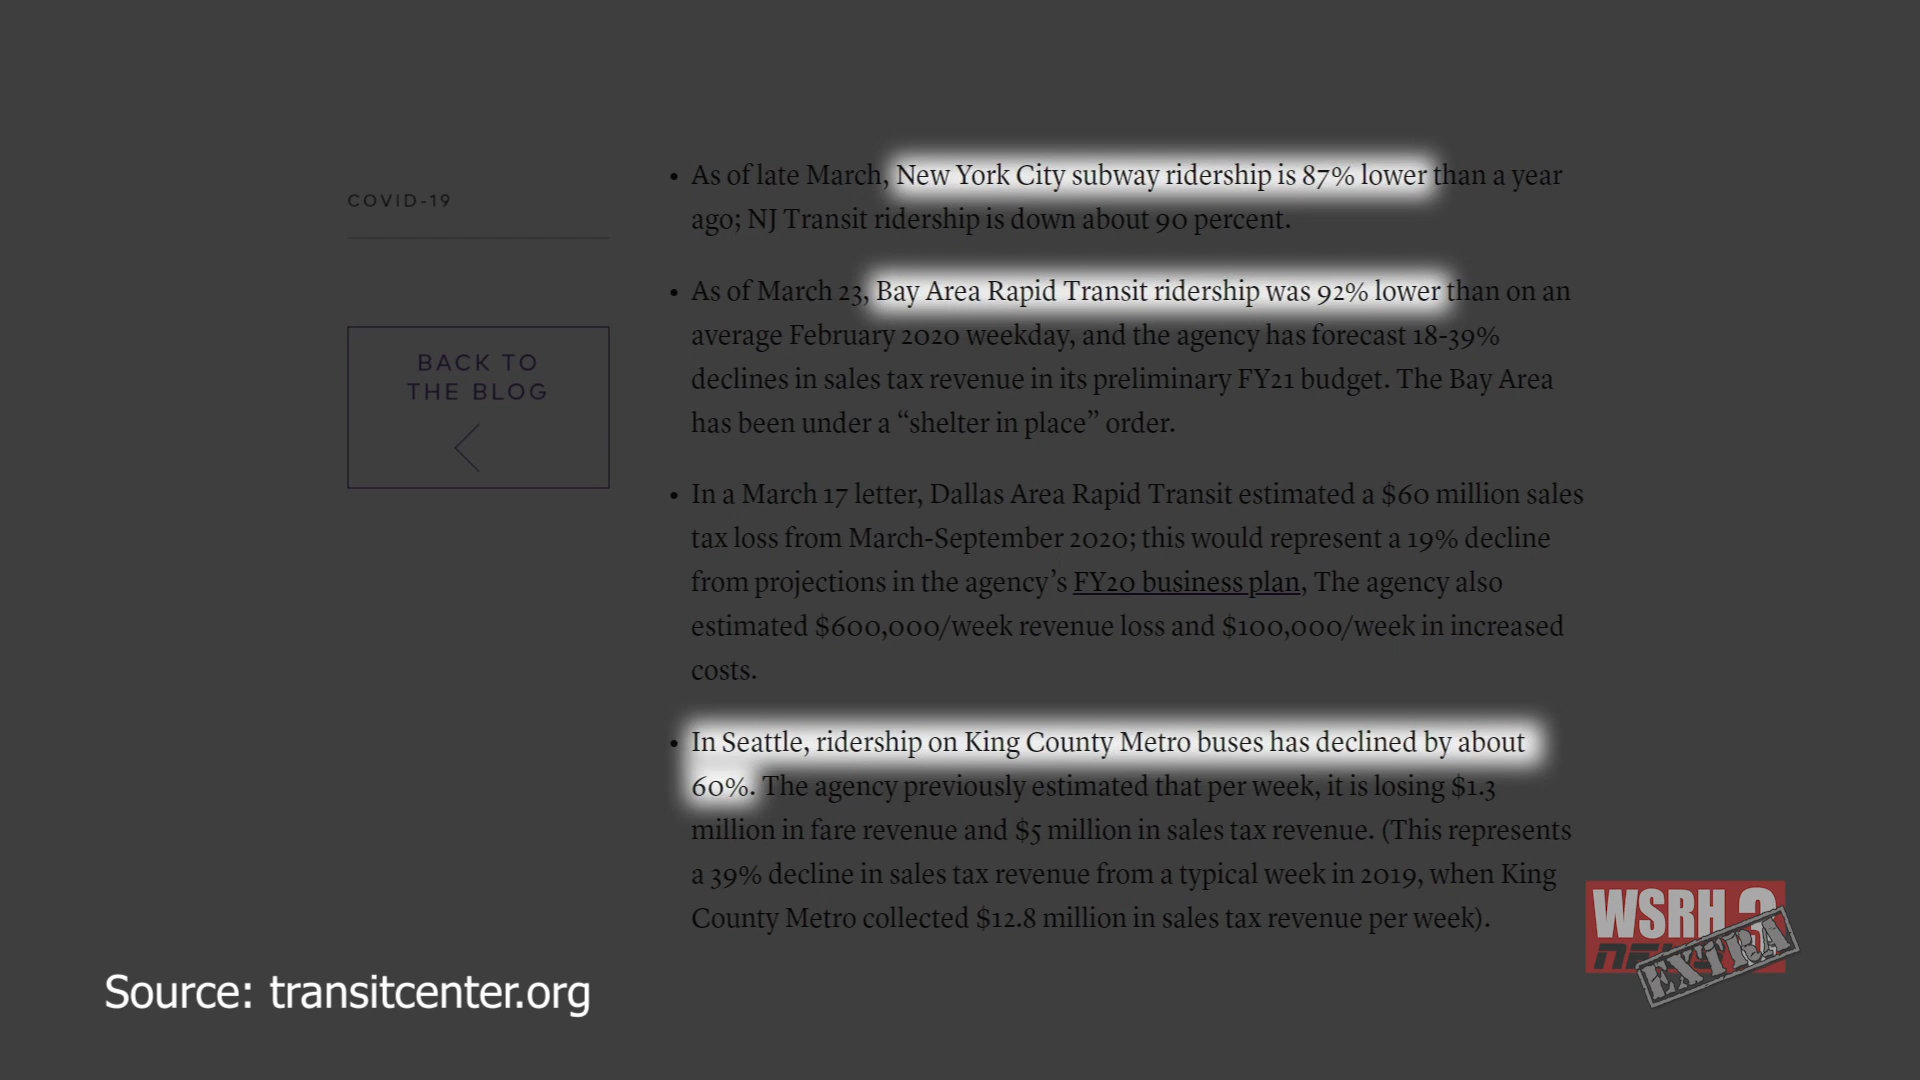 COVID-19
BACK TO
THE BLOG
• As of late March, New York City subway ridership is 87% lower than a year
ago; NJ Transit ridership is down about 90 percent.
• As of March 23, Bay Area Rapid Transit ridership was 92% lower than on an
average February 2020 weekday, and the agency has forecast 18-39%
declines in sales tax revenue in its preliminary FY21 budget. The Bay Area
has been under a “shelter in place” order.
• In a March 17 letter, Dallas Area Rapid Transit estimated a $60 million sales
tax loss from March-September 2020; this would represent a 19% decline
from projections in the agency’s FY20 business plan, The agency also
estimated $600,000/week revenue loss and $100,000/week in increased
costs.
• In Seattle, ridership on King County Metro buses has declined by about
60%. The agency previously estimated that per week, it is losing $1.3
million in fare revenue and $5 million in sales tax revenue. (This represents
a 39% decline in sales tax revenue from a typical week in 2019, when King
County Metro collected $12.8 million in sales tax revenue per week).
WSRH
EXTRA
Source: transitcenter.org